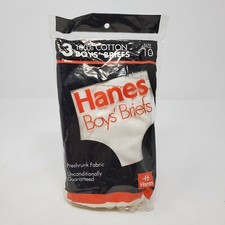 3 100% COTTON
BOYS' BRIEFS
SIZE
10
Hanes
Boys' Briefs
Preshrunk Fabric
Unconditionally
Guaranteed
Hanes